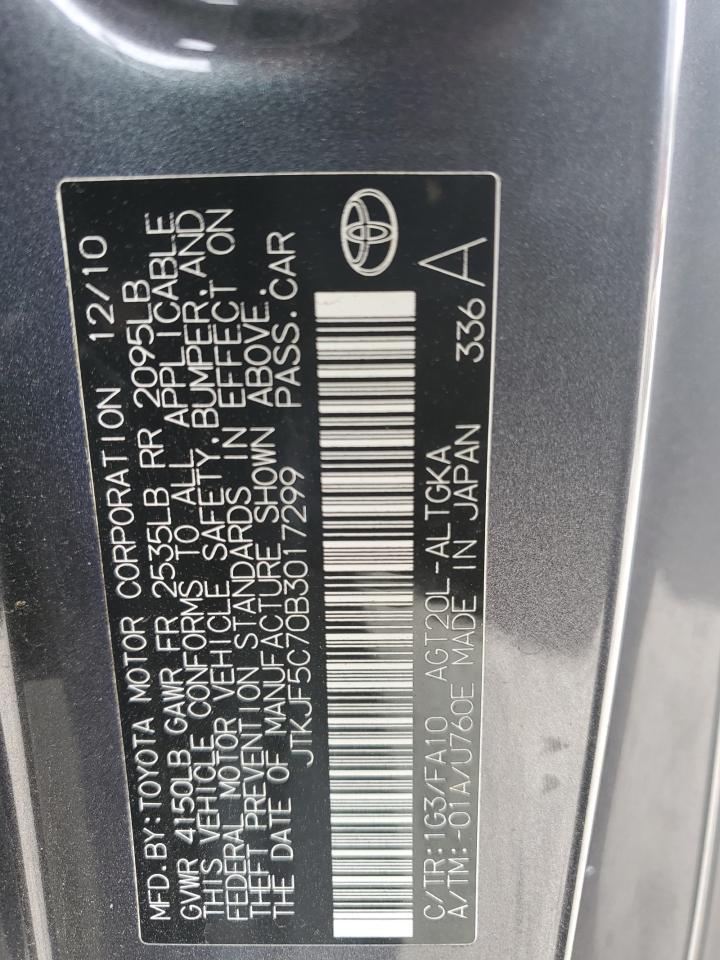 MFD.BY:TOYOTA MOTOR CORPORATION 12/10
GVWR 4150LB GAWR FR 2535LB RR 2095LB
THIS VEHICLE CONFORMS TO ALL APPLICABLE
FEDERAL MOTOR VEHICLE SAFETY,BUMPER,AND
THEFT PREVENTION STANDARDS IN EFFECT ON
THE DATE OF MANUFACTURE SHOWN ABOVE.
JTKJF5C70B3017299 PASS.CAR
C/TR:1G3/FA10 AGT20L-ALTGKA
A/TM:-01A/U760E MADE IN JAPAN 336 A